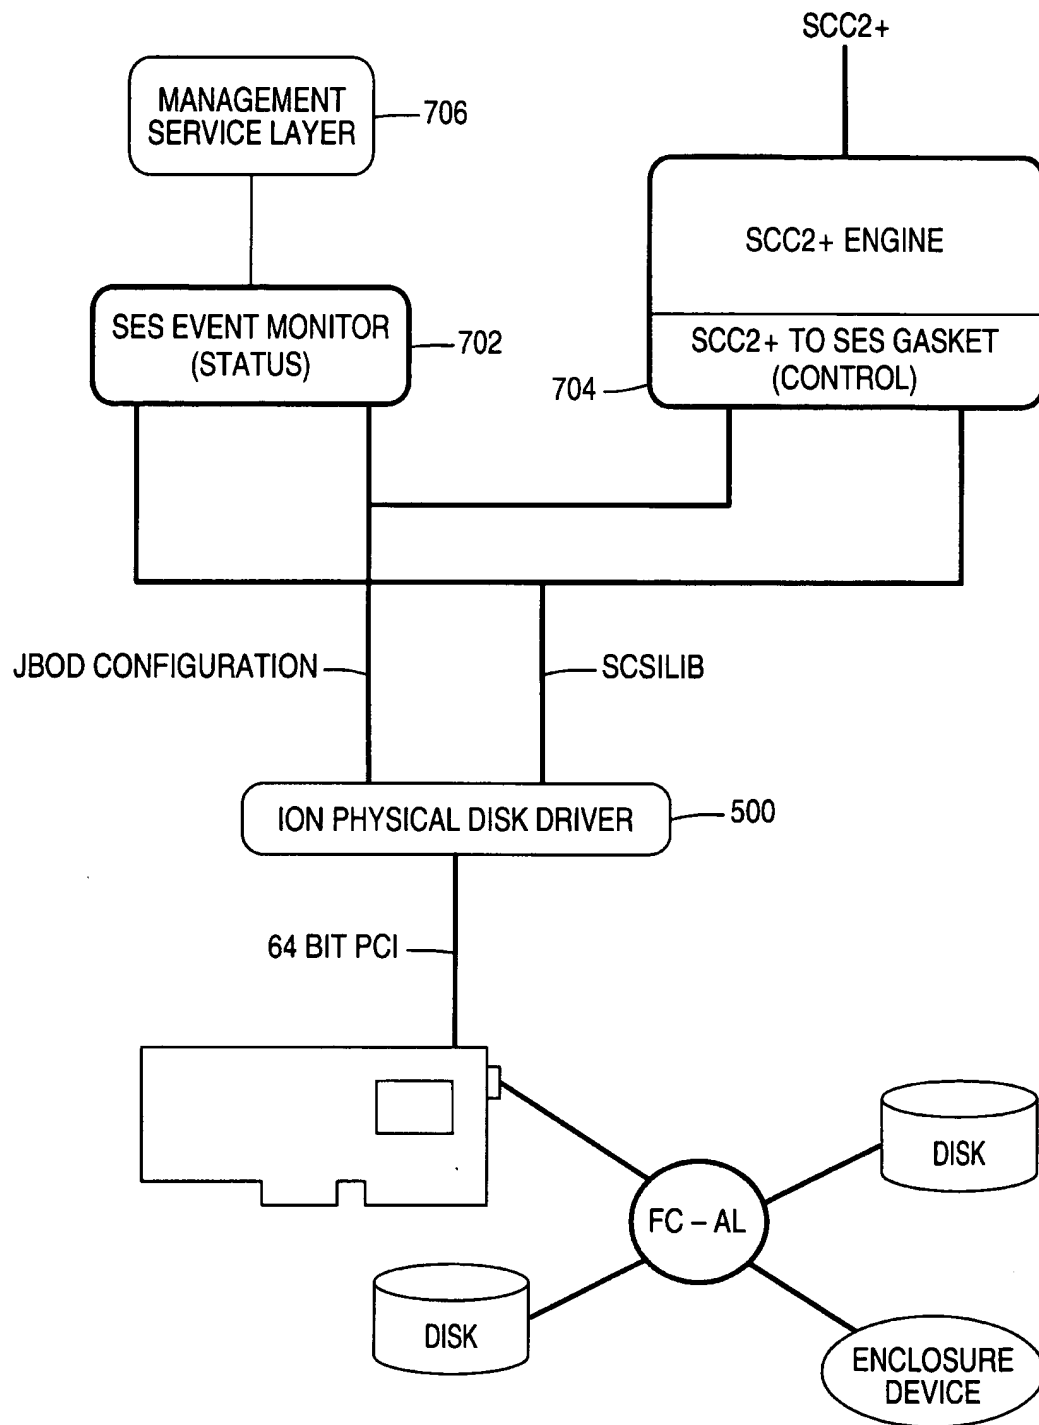 SCC2+
MANAGEMENT
SERVICE LAYER
706
SCC2+ ENGINE
SES EVENT MONITOR
(STATUS)
702
SCC2+ TO SES GASKET
(CONTROL)
704
JBOD CONFIGURATION
SCSILIB
ION PHYSICAL DISK DRIVER
500
64 BIT PCI
DISK
FC – AL
DISK
ENCLOSURE
DEVICE